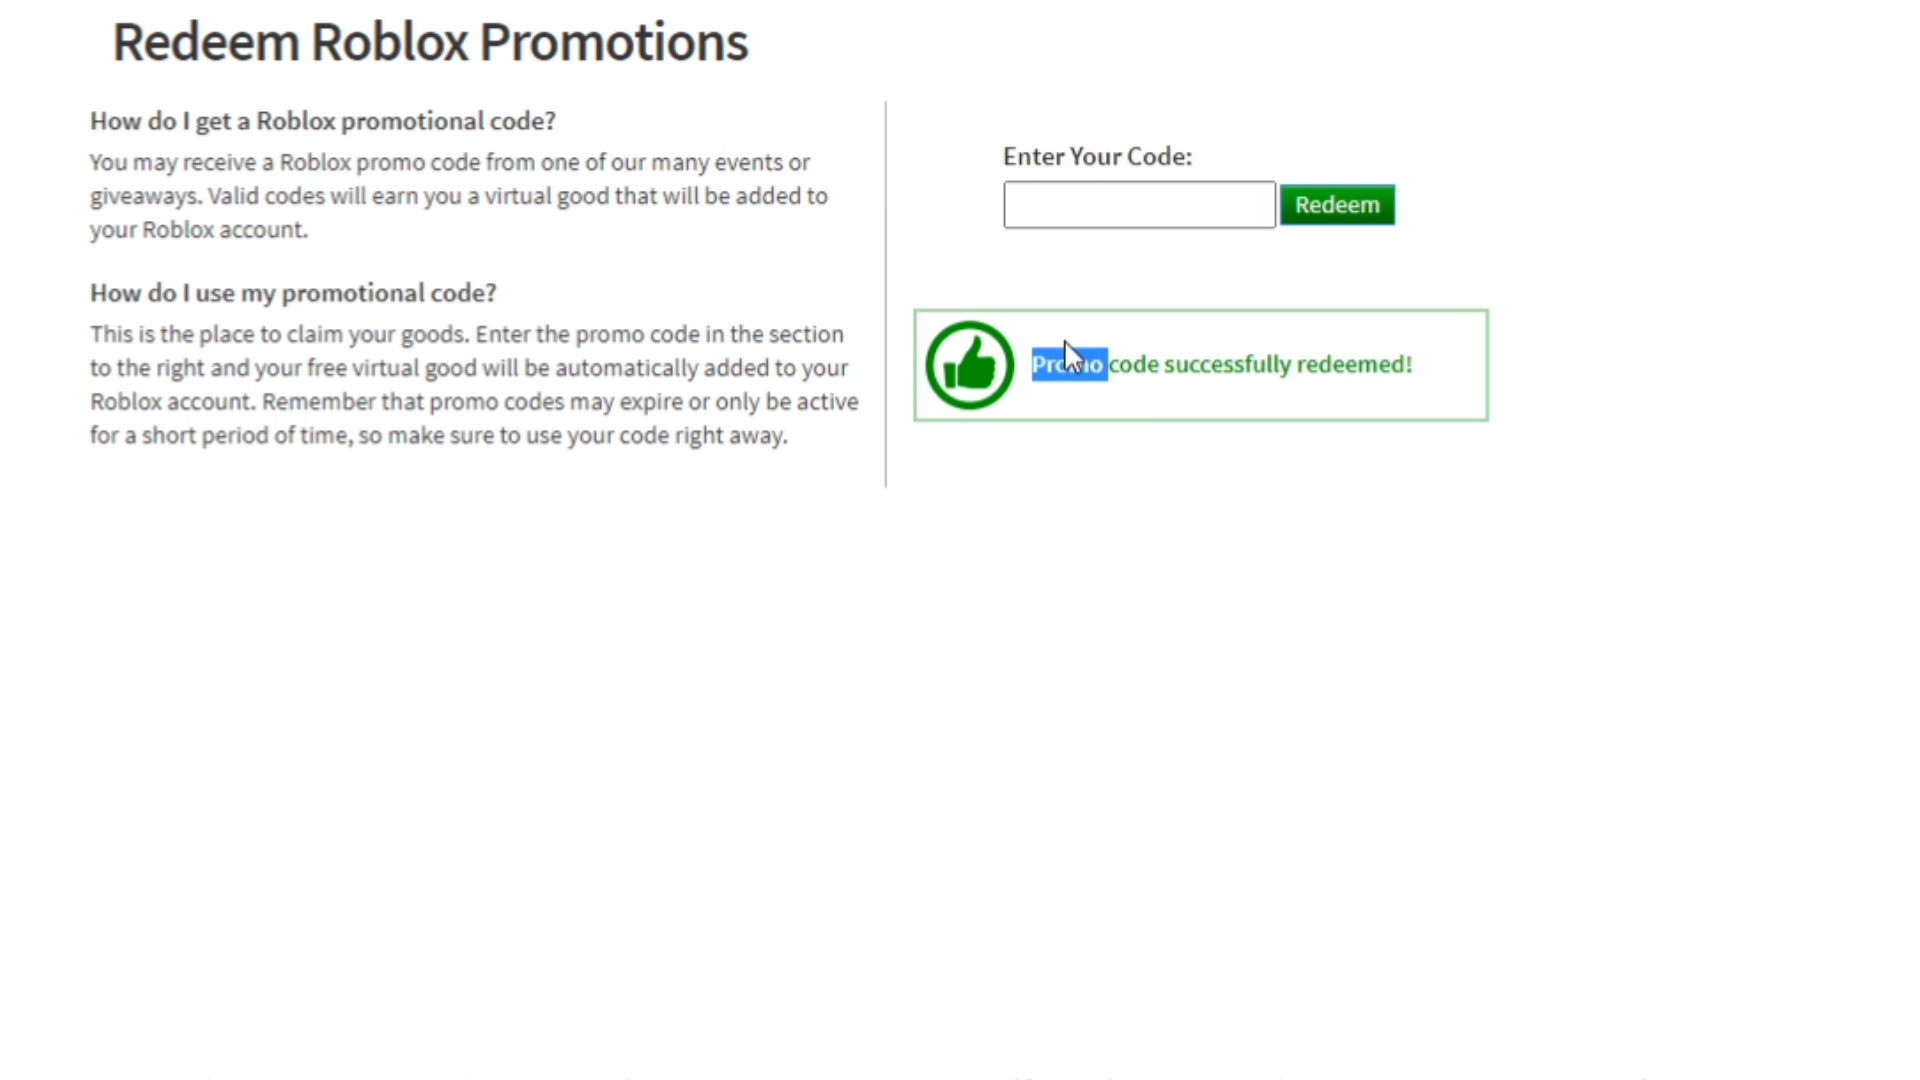 Redeem Roblox Promotions
How do I get a Roblox promotional code?
You may receive a Roblox promo code from one of our many events or
giveaways. Valid codes will earn you a virtual good that will be added to
your Roblox account.
How do I use my promotional code?
This is the place to claim your goods. Enter the promo code in the section
to the right and your free virtual good will be automatically added to your
Roblox account. Remember that promo codes may expire or only be active
for a short period of time, so make sure to use your code right away.
Enter Your Code:
Redeem
Promo code successfully redeemed!